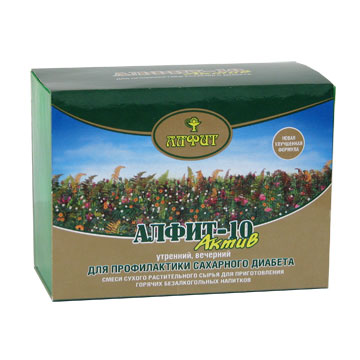 АЛФИТ
НОВАЯ
УЛУЧШЕННАЯ
ФОРМУЛА
АЛФИТ-10
Актив
утренний, вечерний
ДЛЯ ПРОФИЛАКТИКИ САХАРНОГО ДИАБЕТА
СМЕСИ СУХОГО РАСТИТЕЛЬНОГО СЫРЬЯ ДЛЯ ПРИГОТОВЛЕНИЯ
ГОРЯЧИХ БЕЗАЛКОГОЛЬНЫХ НАПИТКОВ